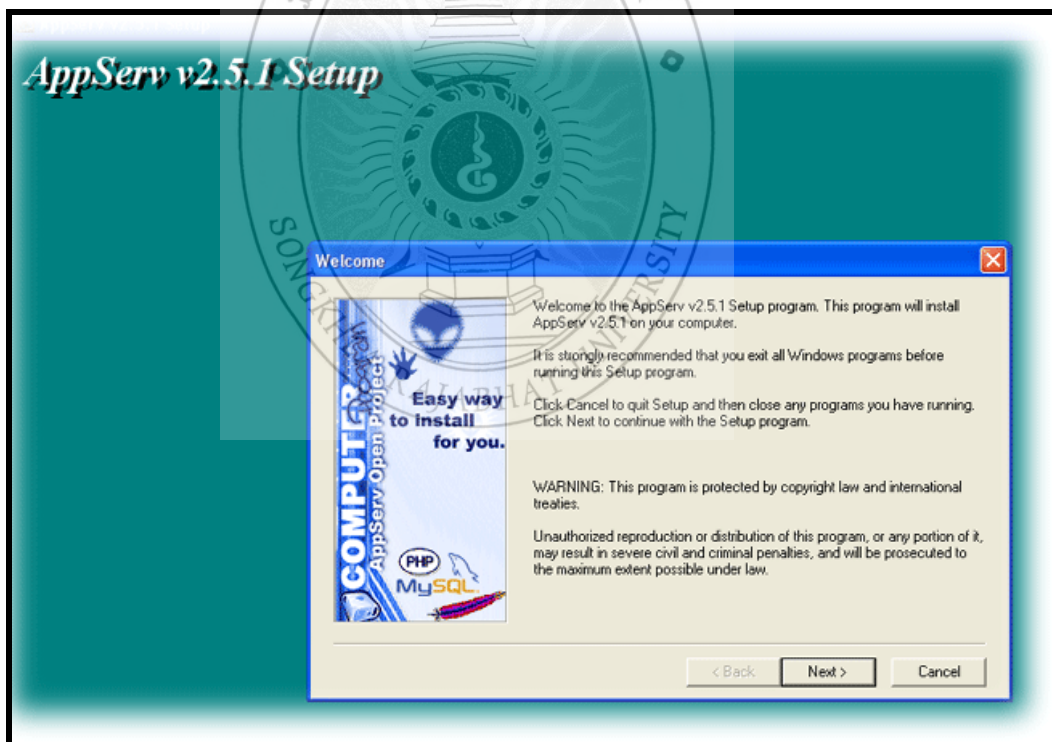 AppServ v2.5.1 Setup
SONGKHLA RAJABHAT UNIVERSITY
Welcome
COMPUTER
AppServ Open Project
Easy way
to install
for you.
PHP
MySQL
Welcome to the AppServ v2.5.1 Setup program. This program will install
AppServ v2.5.1 on your computer.
It is strongly recommended that you exit all Windows programs before
running this Setup program.
Click Cancel to quit Setup and then close any programs you have running.
Click Next to continue with the Setup program.
WARNING: This program is protected by copyright law and international
treaties.
Unauthorized reproduction or distribution of this program, or any portion of it,
may result in severe civil and criminal penalties, and will be prosecuted to
the maximum extent possible under law.
< Back
Next >
Cancel